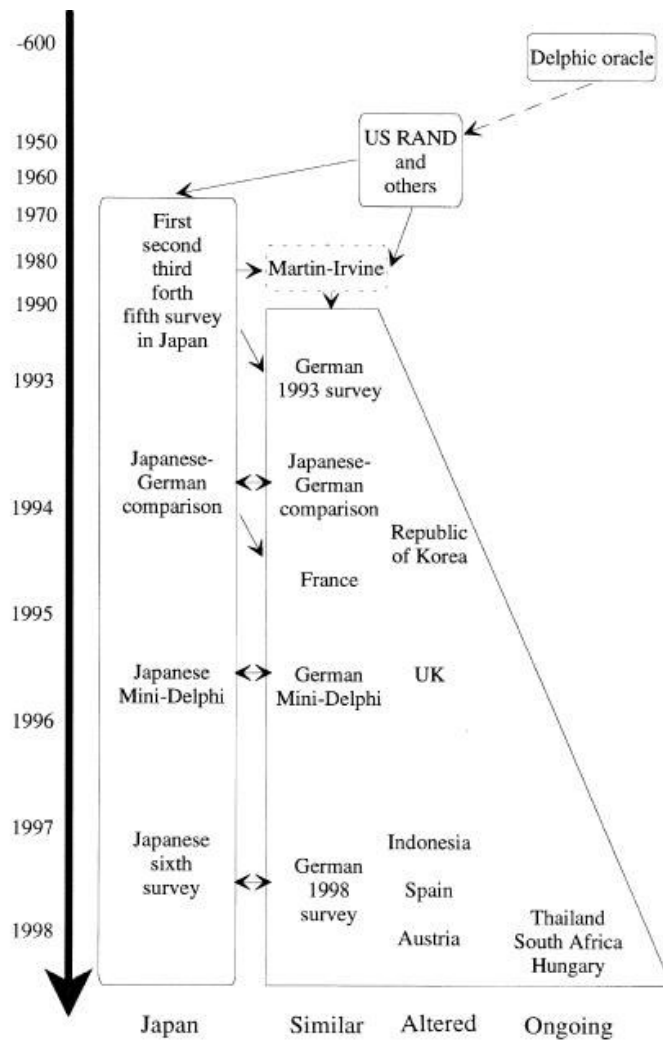 -600
Delphic oracle
1950
1960
1970
1980
1990
1993
1994
1995
1996
1997
1998
US RAND
and
others
First
second
third
forth
fifth survey
in Japan
Martin-Irvine
German
1993 survey
Japanese-
German
comparison
Japanese-
German
comparison
Republic
of Korea
France
Japanese
Mini-Delphi
German
Mini-Delphi
UK
Japanese
sixth
survey
German
1998
survey
Indonesia
Spain
Austria
Thailand
South Africa
Hungary
Japan
Similar
Altered
Ongoing